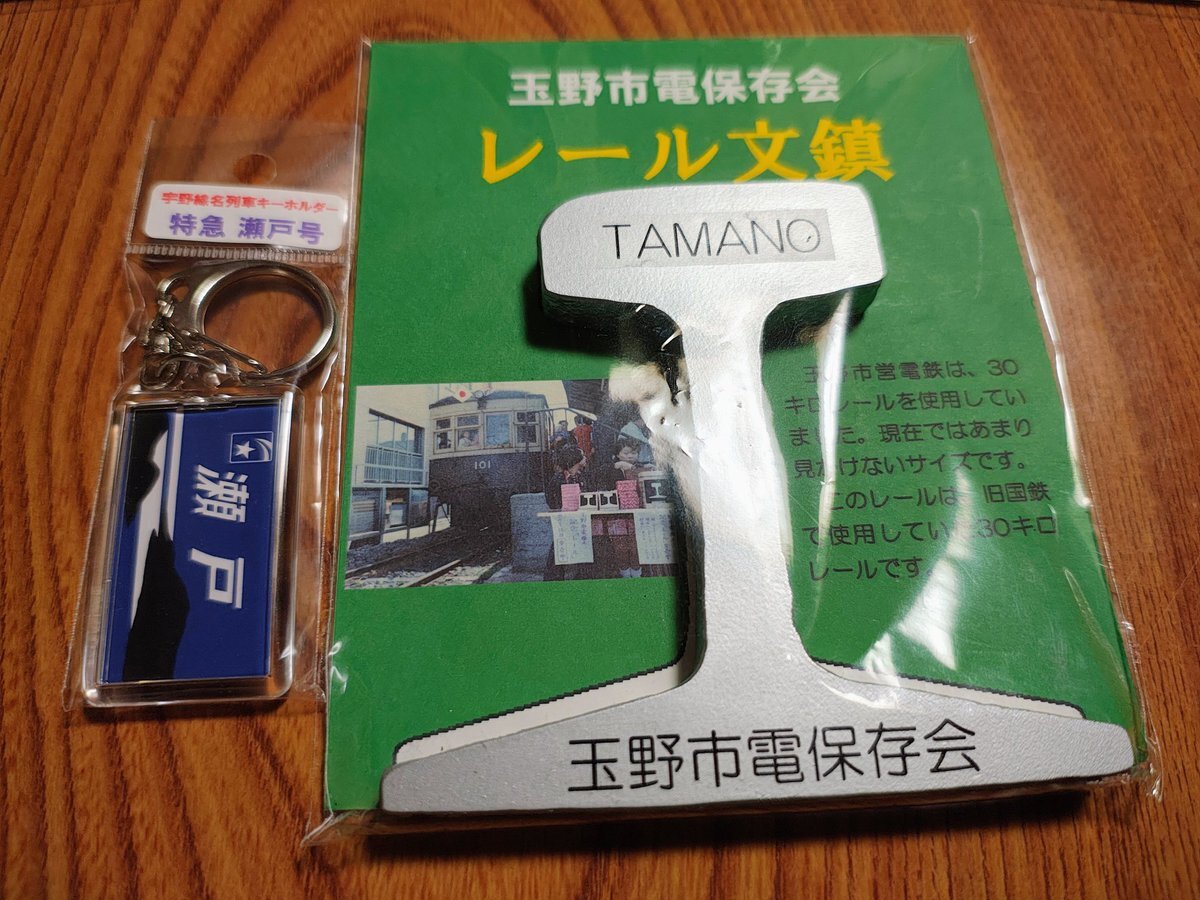 宇野線名列車キーホルダー
特急 瀬戸号
瀬戸
玉野市電保存会
レール文鎮
TAMANO
101
玉野市営電鉄は、30
キロレールを使用してい
ました。現在ではあまり
見かけないサイズです。
このレールは、旧国鉄
で使用していた30キロ
レールです
玉野市電保存会